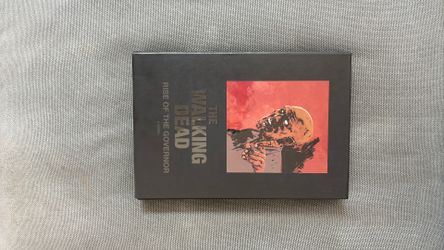 THE
WALKING
DEAD
RISE OF THE GOVERNOR